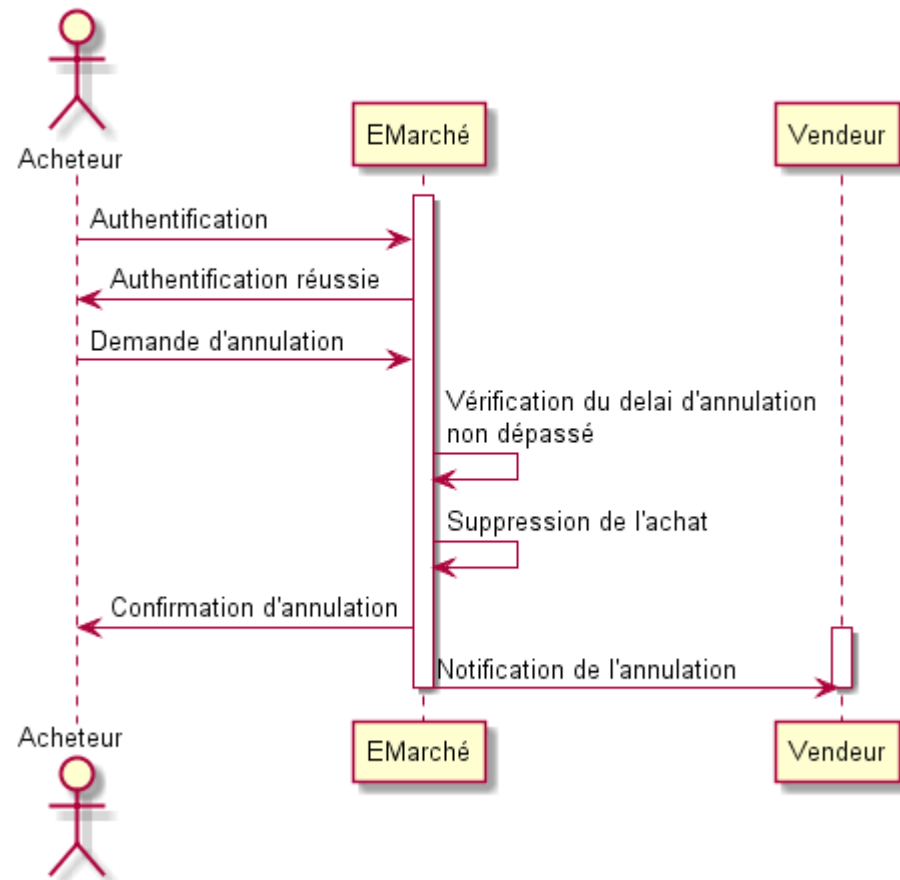 Acheteur
EMarché
Vendeur
Authentification
Authentification réussie
Demande d'annulation
Vérification du delai d'annulation
non dépassé
Suppression de l'achat
Confirmation d'annulation
Notification de l'annulation
Acheteur
EMarché
Vendeur